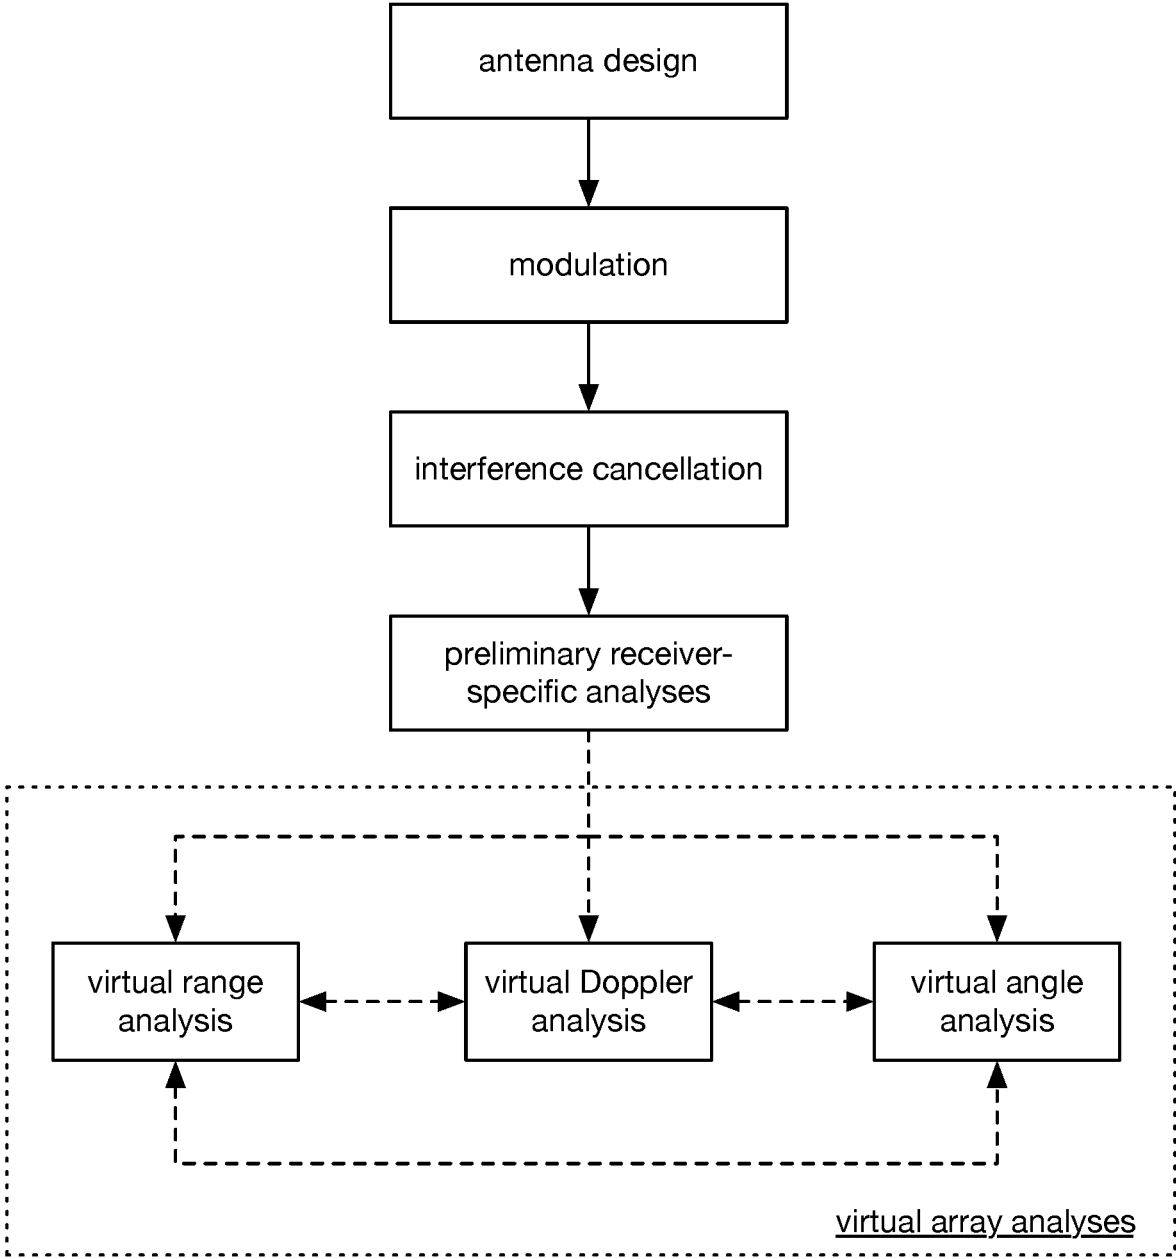 antenna design
modulation
interference cancellation
preliminary receiver-
specific analyses
virtual range
analysis
virtual Doppler
analysis
virtual angle
analysis
virtual array analyses